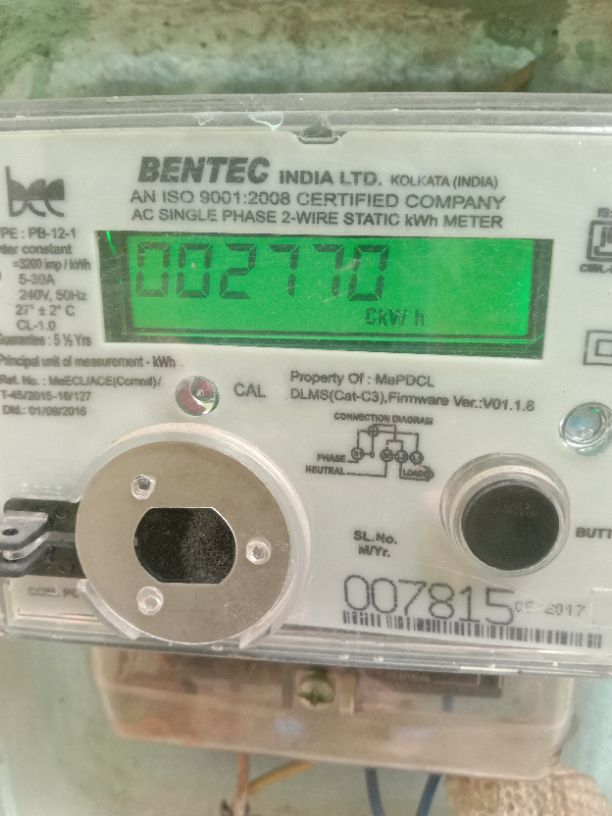 BENTEC INDIA LTD. KOLKATA (INDIA)
AN ISO 9001:2008 CERTIFIED COMPANY
AC SINGLE PHASE 2-WIRE STATIC kWh METER
bee
PE : PB-12-1
ter constant
=3200 imp / kWh
5-30A
240V, 50Hz
27° ± 2° C
CL-1.0
Guarantee : 5 ½ Yrs
Principal unit of measurement - kWh
Ref. No. : MeECL/ACE(Comml)/
T-45/2015-16/127
Dtd.: 01/09/2016
002770
CkW h
CAL
Property Of : MePDCL
DLMS(Cat-C3),Firmware Ver.:V01.1.6
CONNECTION DIAGRAM
PHASE
NEUTRAL
LOAD
SL.No.
M/Yr.
BUTT
007815
2017